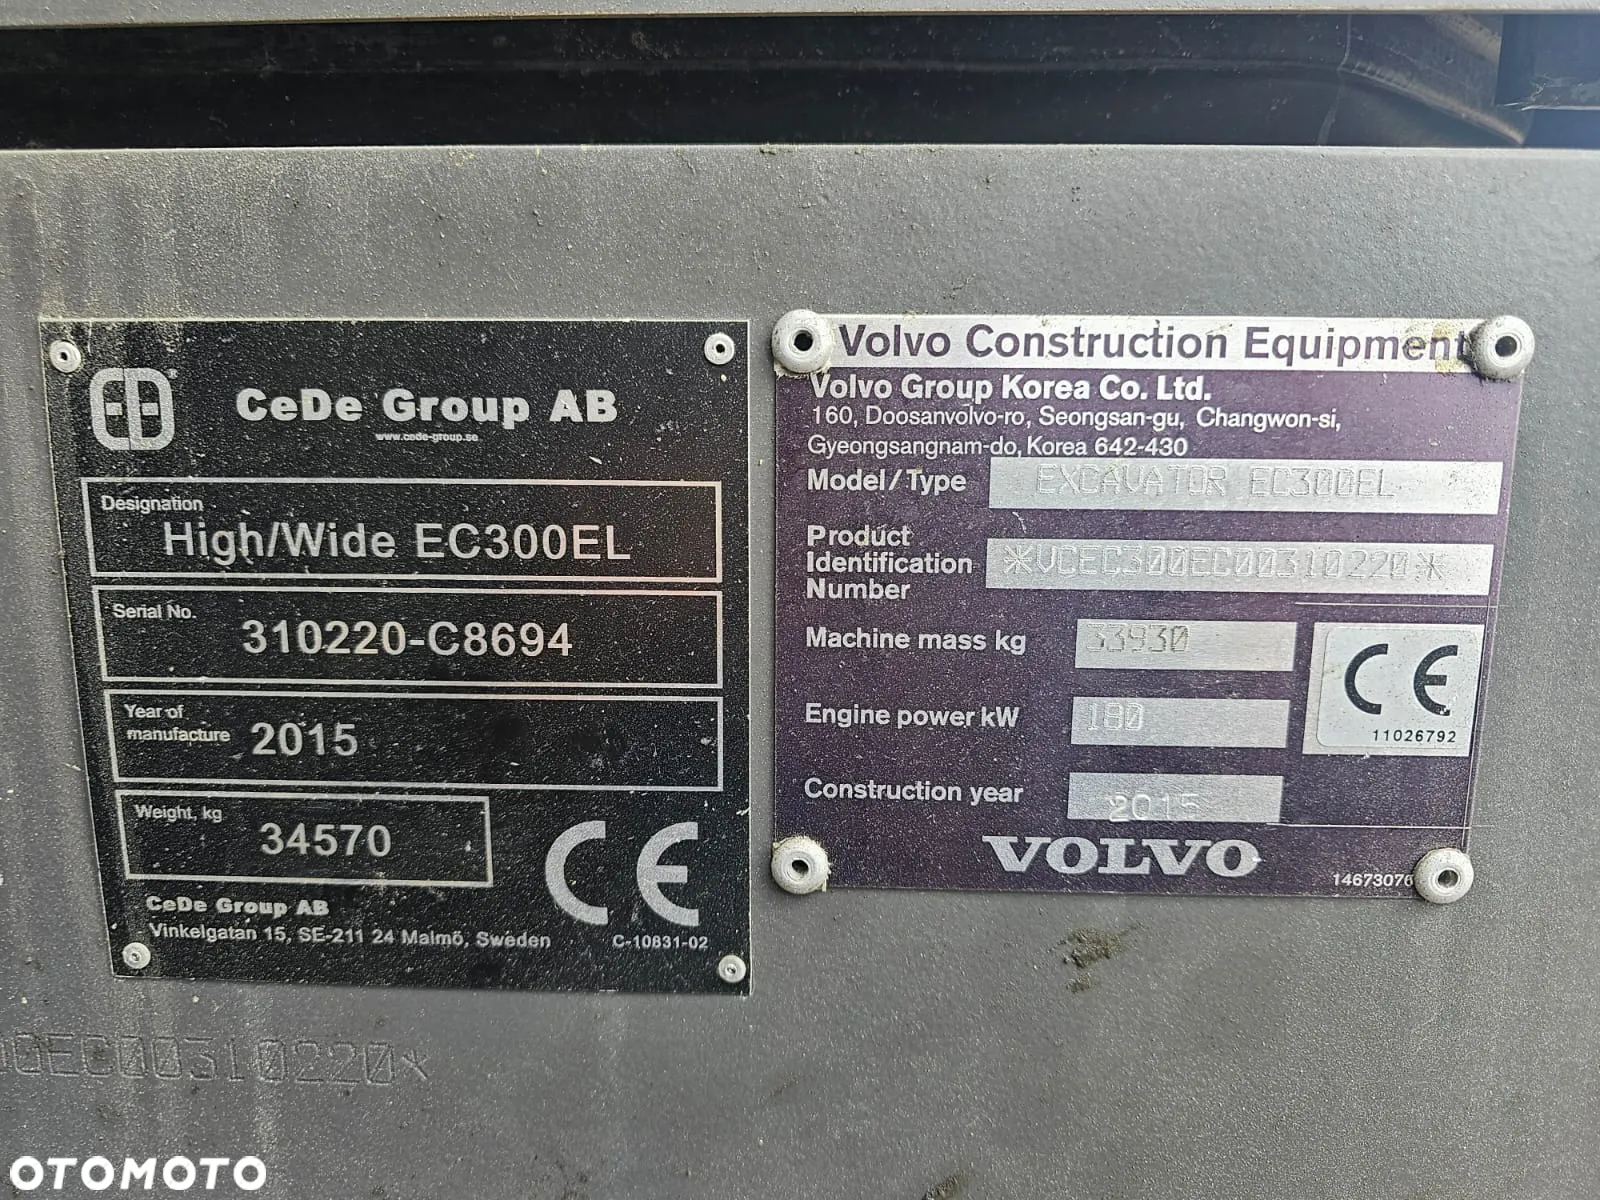 CeDe Group AB
www.cede-group.se
Designation
High/Wide EC300EL
Serial No.
310220-C8694
Year of
manufacture 2015
Weight, kg
34570
CE
CeDe Group AB
Vinkelgatan 15, SE-211 24 Malmö, Sweden
C-10831-02
Volvo Construction Equipment
Volvo Group Korea Co. Ltd.
160, Doosanvolvo-ro, Seongsan-gu, Changwon-si,
Gyeongsangnam-do, Korea 642-430
Model/Type EXCAVATOR EC300EL
Product
Identification
Number
*VCEC300EC00310220*
Machine mass kg 33930
Engine power kW 180
CE
11026792
Construction year 2015
VOLVO
14673076
00EC00310220*
OTOMOTO